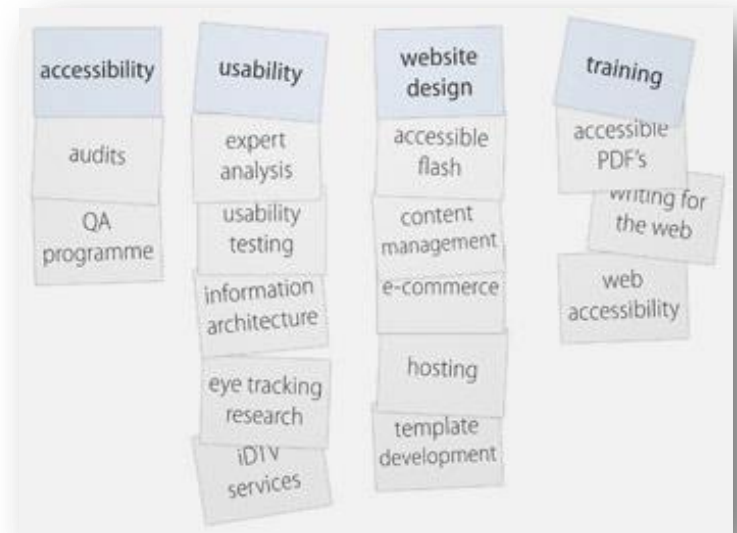 accessibility
audits
QA
programme
usability
expert
analysis
usability
testing
information
architecture
eye tracking
research
iDTV
services
website
design
accessible
flash
content
management
e-commerce
hosting
template
development
training
accessible
PDF's
writing for
the web
web
accessibility